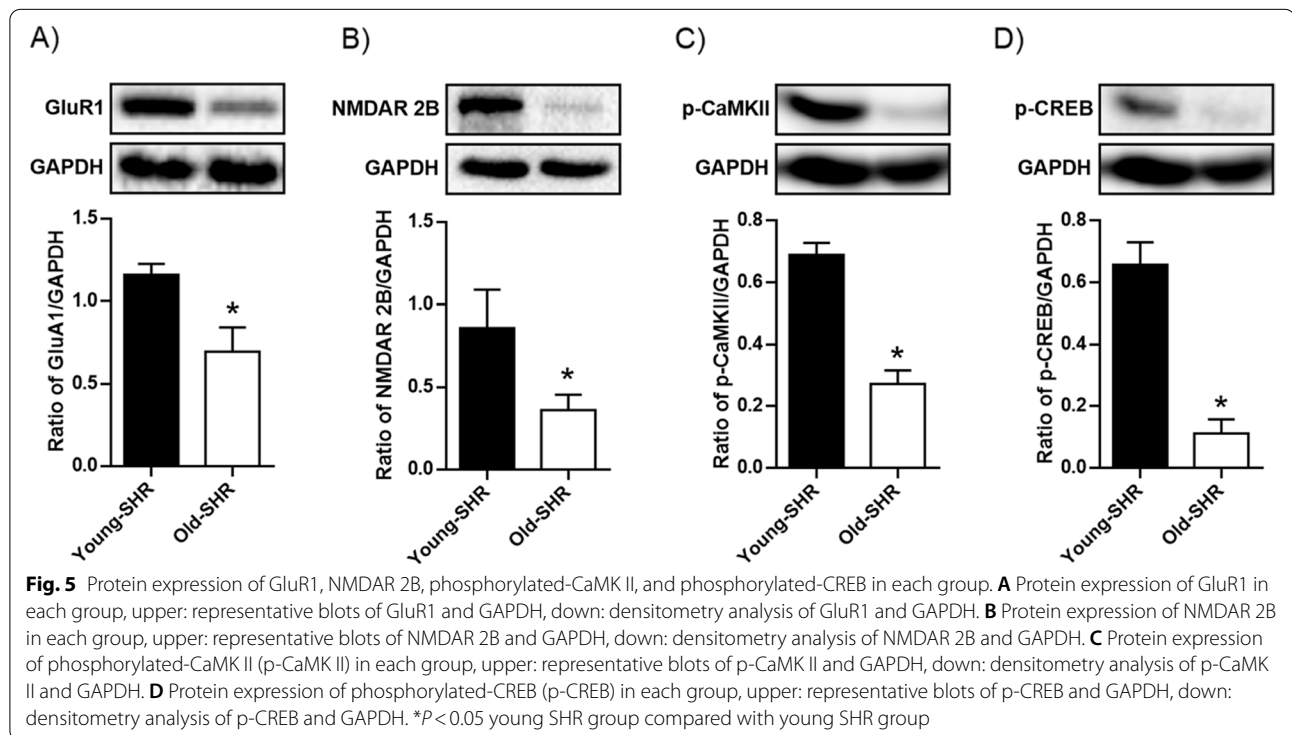 A)
GluR1
GAPDH
Ratio of GluA1/GAPDH
1.5
1.0
0.5
0.0
*
Young-SHR
Old-SHR
B)
NMDAR 2B
GAPDH
Ratio of NMDAR 2B/GAPDH
1.5
1.0
0.5
0.0
*
Young-SHR
Old-SHR
C)
p-CaMKII
GAPDH
Ratio of p-CaMKII/GAPDH
0.8
0.6
0.4
0.2
0.0
*
Young-SHR
Old-SHR
D)
p-CREB
GAPDH
Ratio of p-CREB/GAPDH
0.8
0.6
0.4
0.2
0.0
*
Young-SHR
Old-SHR
Fig. 5 Protein expression of GluR1, NMDAR 2B, phosphorylated-CaMK II, and phosphorylated-CREB in each group. A Protein expression of GluR1 in
each group, upper: representative blots of GluR1 and GAPDH, down: densitometry analysis of GluR1 and GAPDH. B Protein expression of NMDAR 2B
in each group, upper: representative blots of NMDAR 2B and GAPDH, down: densitometry analysis of NMDAR 2B and GAPDH. C Protein expression
of phosphorylated-CaMK II (p-CaMK II) in each group, upper: representative blots of p-CaMK II and GAPDH, down: densitometry analysis of p-CaMK
II and GAPDH. D Protein expression of phosphorylated-CREB (p-CREB) in each group, upper: representative blots of p-CREB and GAPDH, down:
densitometry analysis of p-CREB and GAPDH. *P < 0.05 young SHR group compared with young SHR group